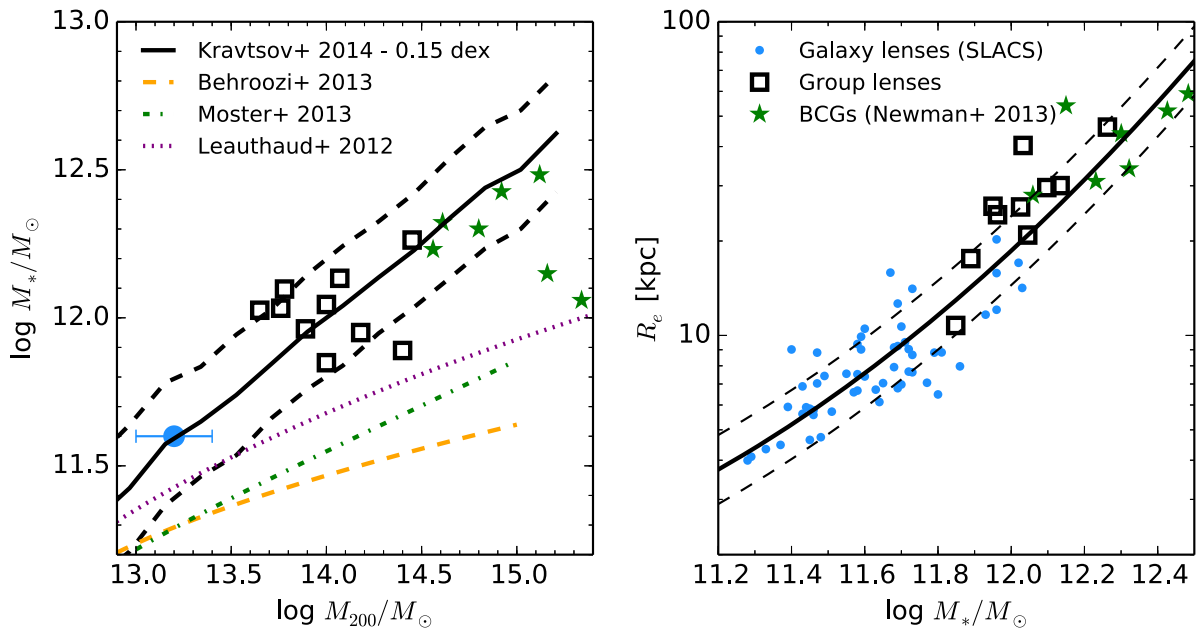 13.0
12.5
12.0
11.5
log M*/M⊙
Kravtsov+ 2014 - 0.15 dex
Behroozi+ 2013
Moster+ 2013
Leauthaud+ 2012
13.0 13.5 14.0 14.5 15.0
log M200/M⊙
100
10
Re [kpc]
Galaxy lenses (SLACS)
Group lenses
BCGs (Newman+ 2013)
11.2 11.4 11.6 11.8 12.0 12.2 12.4
log M*/M⊙